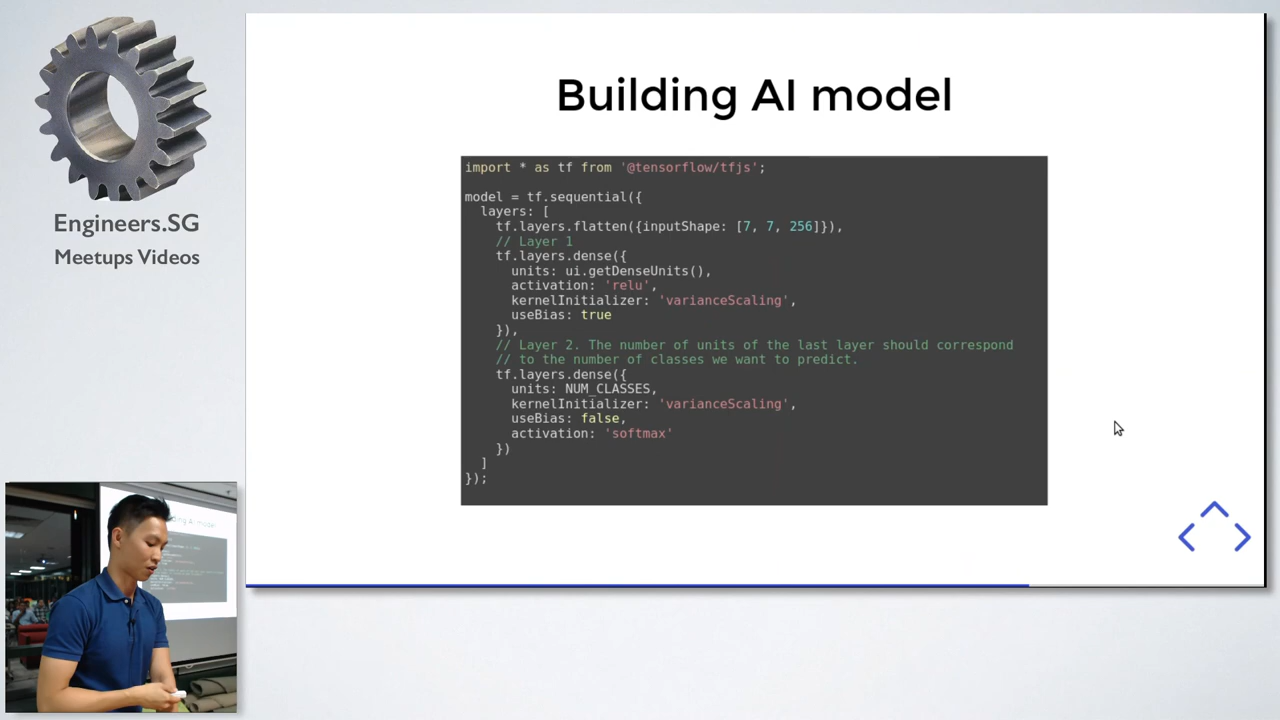 Engineers.SG
Meetups Videos
Building AI model
import * as tf from '@tensorflow/tfjs';
model = tf.sequential({
  layers: [
    tf.layers.flatten({inputShape: [7, 7, 256]}),
    // Layer 1
    tf.layers.dense({
      units: ui.getDenseUnits(),
      activation: 'relu',
      kernelInitializer: 'varianceScaling',
      useBias: true
    }),
    // Layer 2. The number of units of the last layer should correspond
    // to the number of classes we want to predict.
    tf.layers.dense({
      units: NUM_CLASSES,
      kernelInitializer: 'varianceScaling',
      useBias: false,
      activation: 'softmax'
    })
  ]
});
AI model